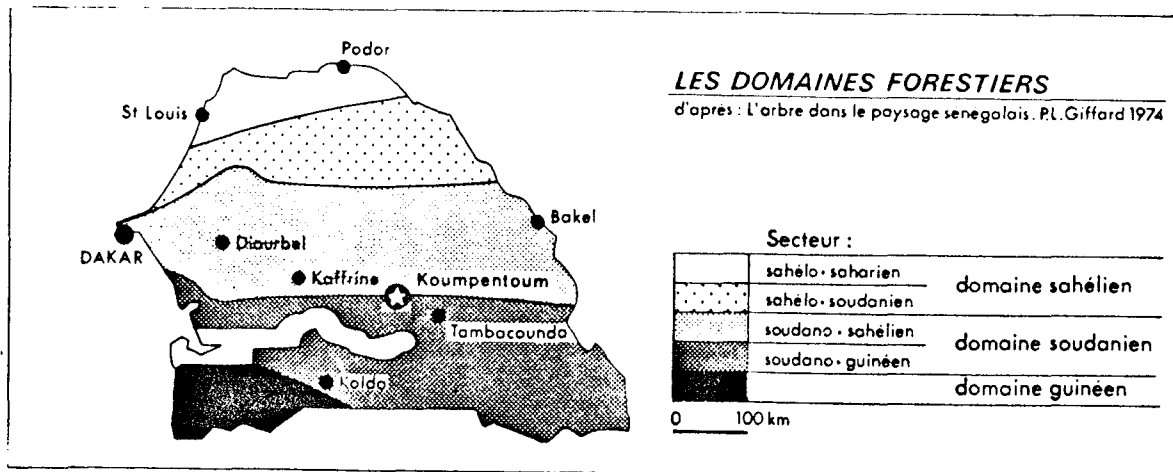 Podor
St Louis
Bakel
DAKAR
Diourbel
Kaffrine
Koumpentoum
Tambacounda
Kolda
LES DOMAINES FORESTIERS
d'après : L'arbre dans le paysage senegalais. P.L.Giffard 1974
Secteur :
sahélo-saharien
domaine sahélien
sahélo-soudanien
soudano-sahélien
domaine soudanien
soudano-guinéen
domaine guinéen
0 100 km